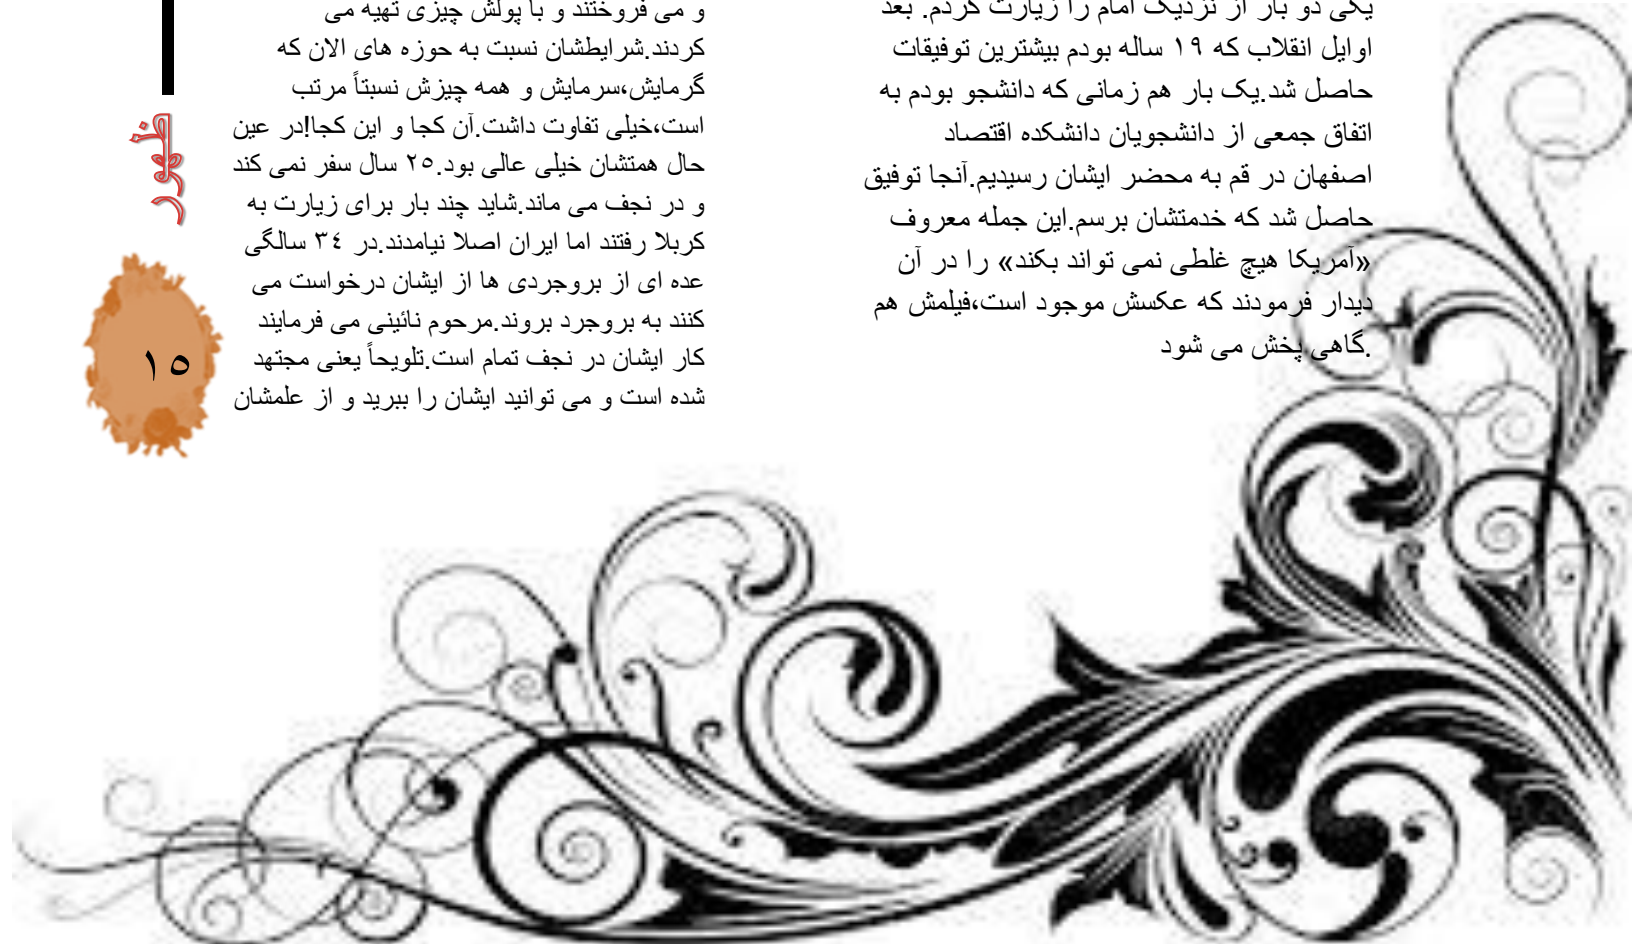 یکی دو بار از نزدیک امام را زیارت کردم. بعد
اوایل انقلاب که ۱۹ ساله بودم بیشترین توفیقات
حاصل شد.یک بار هم زمانی که دانشجو بودم به
اتفاق جمعی از دانشجویان دانشکده اقتصاد
اصفهان در قم به محضر ایشان رسیدیم.آنجا توفیق
حاصل شد که خدمتشان برسم.این جمله معروف
«آمریکا هیچ غلطی نمی تواند بکند» را در آن
دیدار فرمودند که عکسش موجود است،فیلمش هم
گاهی پخش می شود.
و می فروختند و با پولش چیزی تهیه می
کردند.شرایطشان نسبت به حوزه های الان که
گرمایش،سرمایش و همه چیزش نسبتاً مرتب
است،خیلی تفاوت داشت.آن کجا و این کجا!در عین
حال همتشان خیلی عالی بود.۲۵ سال سفر نمی کند
و در نجف می ماند.شاید چند بار برای زیارت به
کربلا رفتند اما ایران اصلا نیامدند.در ۳٤ سالگی
عده ای از بروجردی ها از ایشان درخواست می
کنند به بروجرد بروند.مرحوم نائینی می فرمایند
کار ایشان در نجف تمام است.تلویحاً یعنی مجتهد
شده است و می توانید ایشان را ببرید و از علمشان
ظهور
۱۵